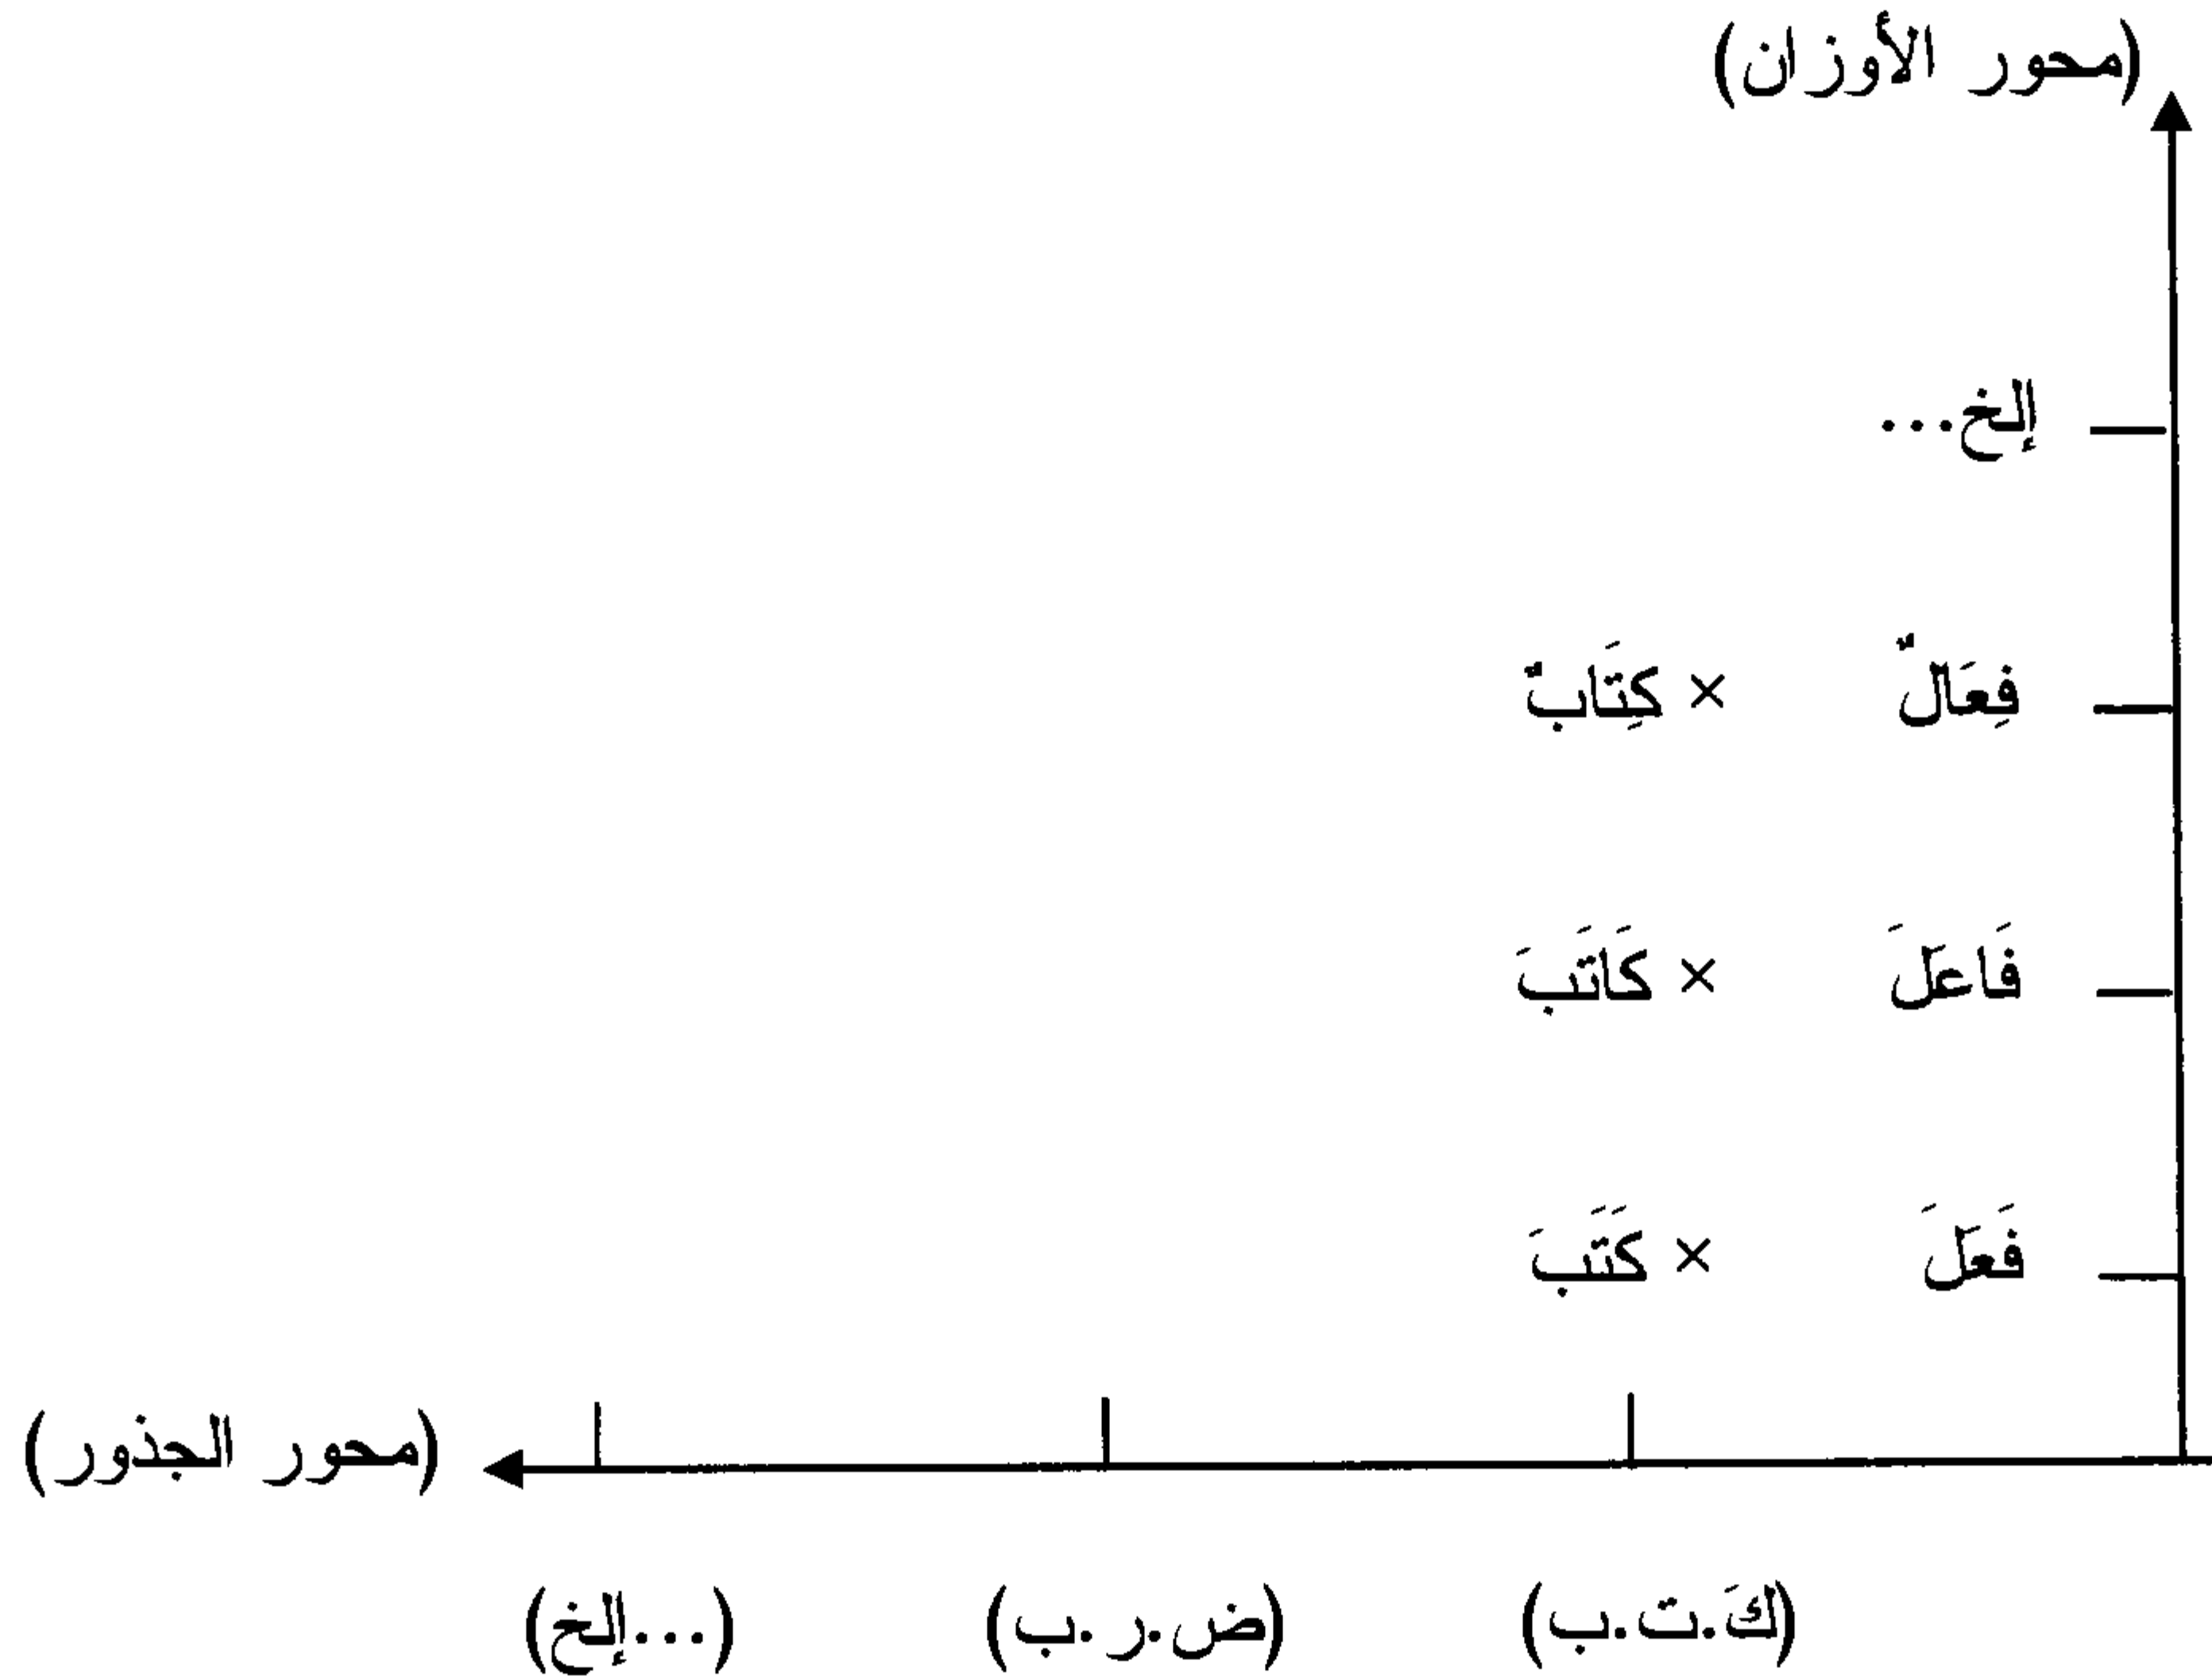 (محور الأوزان)
إلخ...
فِعَالٌ × كِتَابٌ
فَاعَلَ × كَاتَبَ
فَعَلَ × كَتَبَ
(محور الجذور)
(كَ.ت.ب) (ض.ر.ب) (...إلخ)